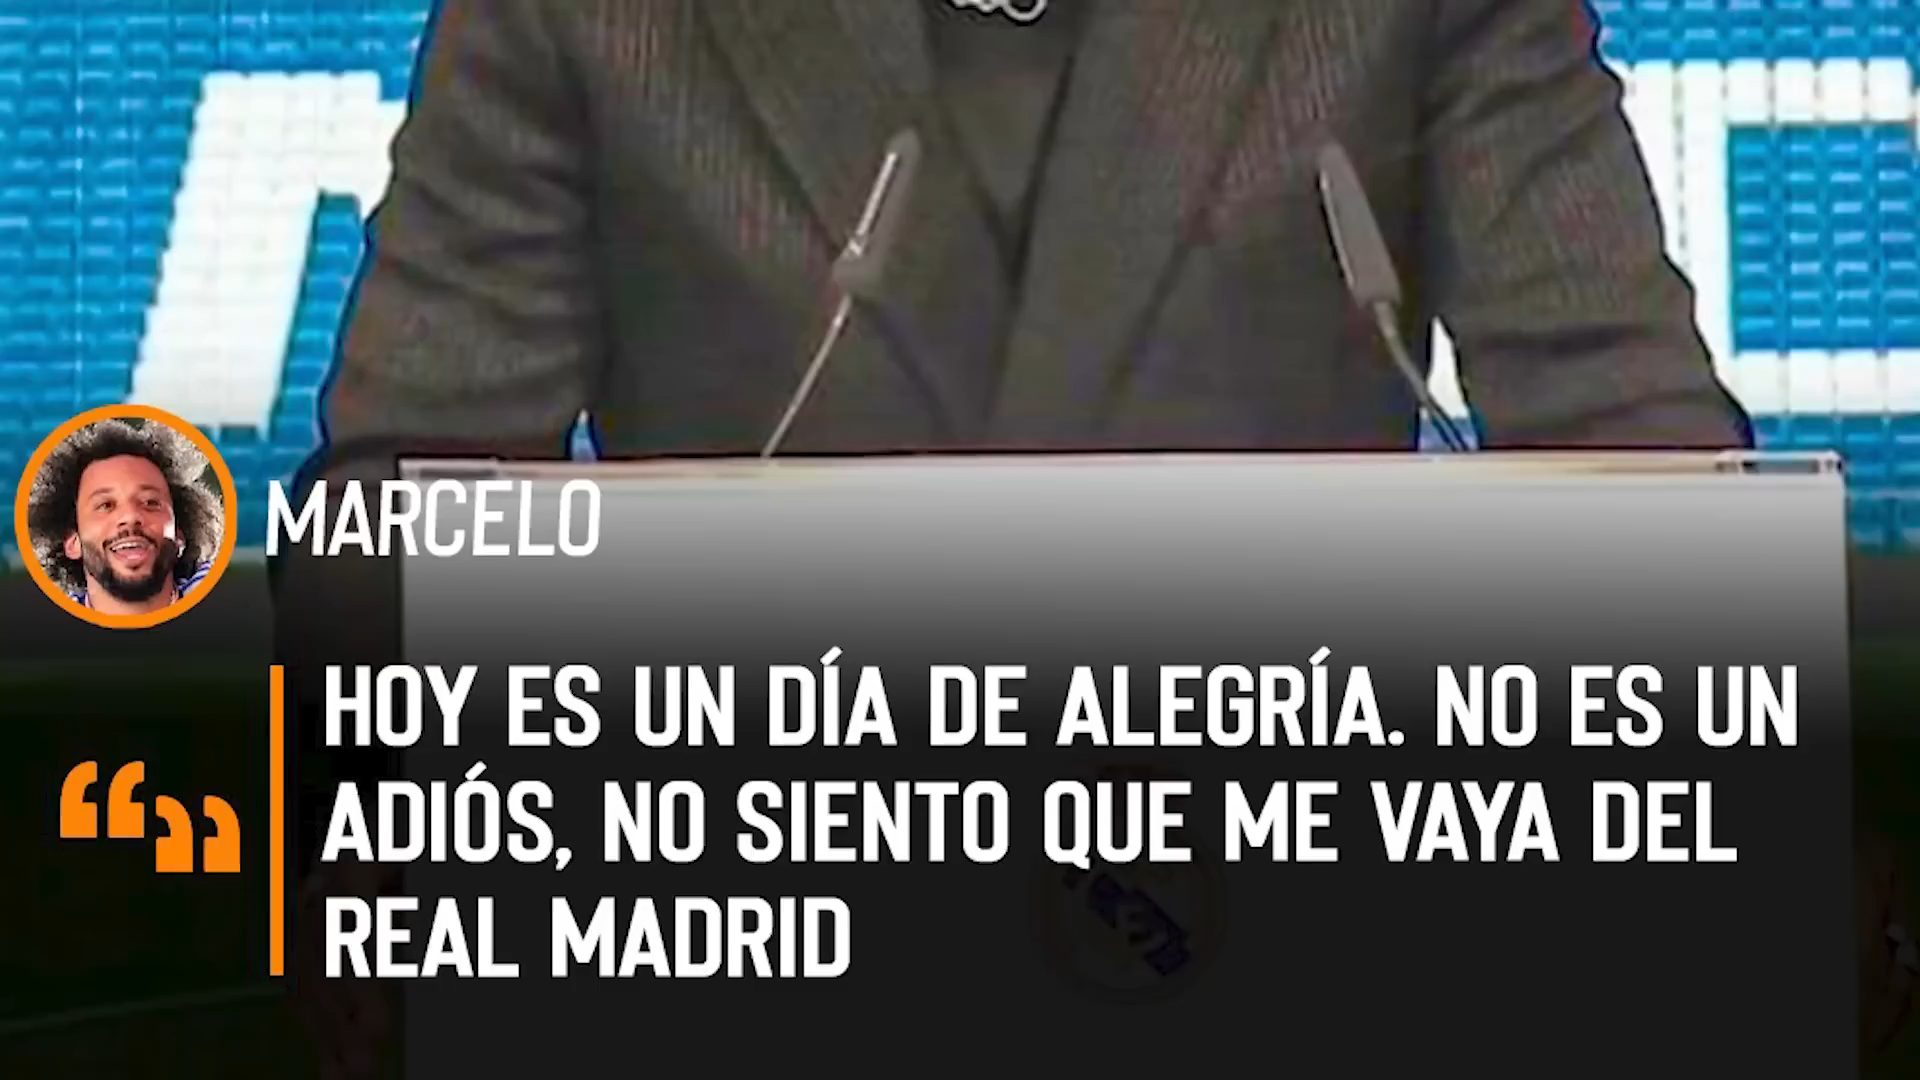 MARCELO
HOY ES UN DÍA DE ALEGRÍA. NO ES UN
ADIÓS, NO SIENTO QUE ME VAYA DEL
REAL MADRID